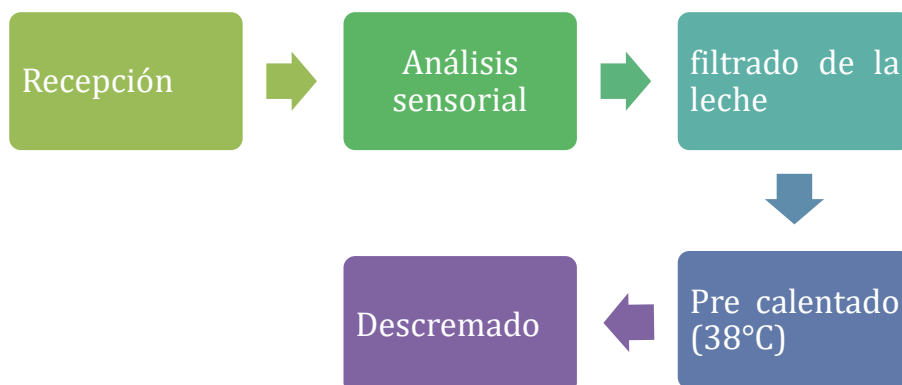 Recepción
Análisis
sensorial
filtrado de la
leche
Pre calentado
(38°C)
Descremado